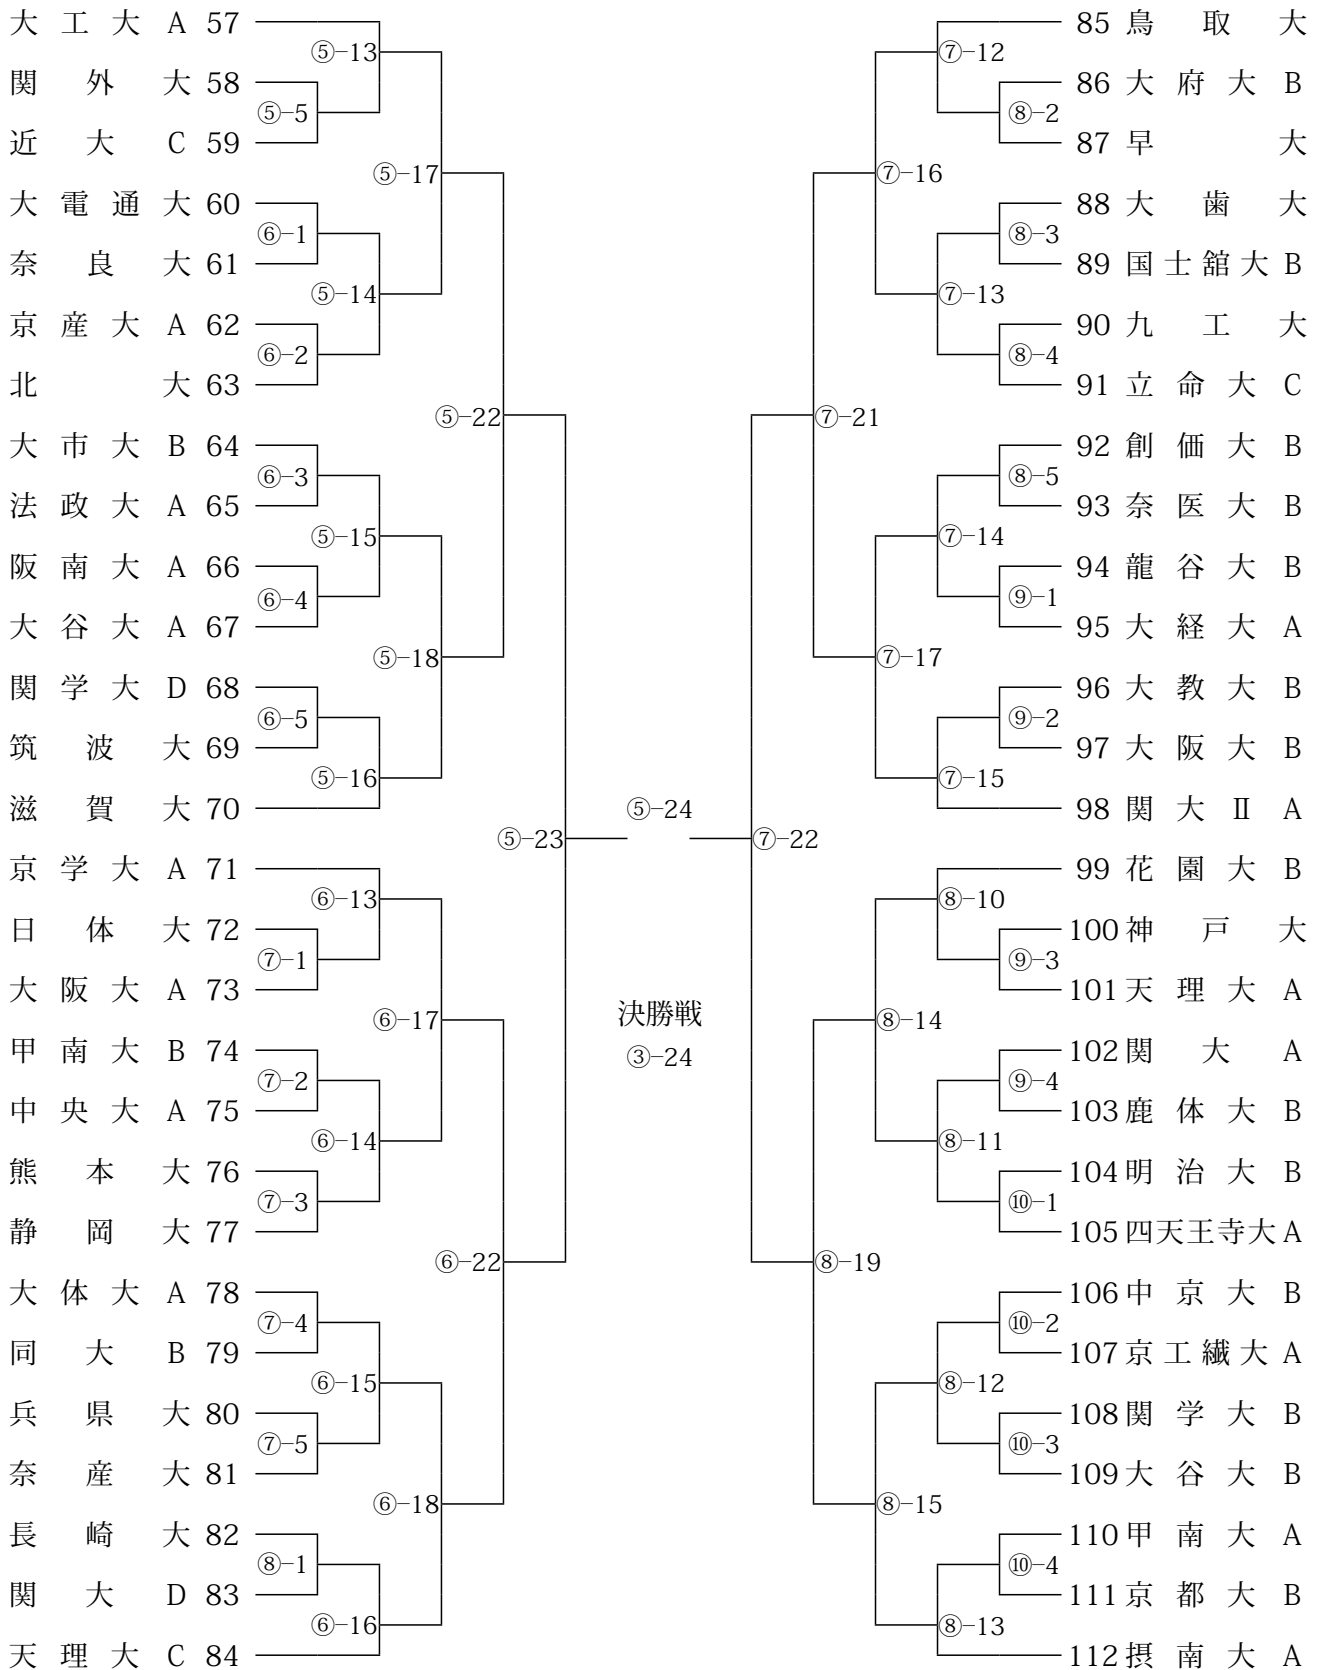 大工大A 57
⑤-13
関外大 58
⑤-5
近大C 59
⑤-17
大電通大 60
⑥-1
奈良大 61
⑤-14
京産大A 62
⑥-2
北大 63
⑤-22
大市大B 64
⑥-3
法政大A 65
⑤-15
阪南大A 66
⑥-4
大谷大A 67
⑤-18
関学大D 68
⑥-5
筑波大 69
⑤-16
滋賀大 70
⑤-23
京学大A 71
⑥-13
日体大 72
⑦-1
大阪大A 73
⑥-17
甲南大B 74
⑦-2
中央大A 75
⑥-14
熊本大 76
⑦-3
静岡大 77
⑥-22
大体大A 78
⑦-4
同大B 79
⑥-15
兵県大 80
⑦-5
奈産大 81
⑥-18
長崎大 82
⑧-1
関大D 83
⑥-16
天理大C 84
⑤-24
決勝戦
③-24
85 鳥取大
⑦-12
86 大府大B
⑧-2
87 早大
⑦-16
88 大歯大
⑧-3
89 国士舘大B
⑦-13
90 九工大
⑧-4
91 立命大C
⑦-21
92 創価大B
⑧-5
93 奈医大B
⑦-14
94 龍谷大B
⑨-1
95 大経大A
⑦-17
96 大教大B
⑨-2
97 大阪大B
⑦-15
98 関大ⅡA
⑦-22
99 花園大B
⑧-10
100 神戸大
⑨-3
101 天理大A
⑧-14
102 関大A
⑨-4
103 鹿体大B
⑧-11
104 明治大B
⑩-1
105 四天王寺大A
⑧-19
106 中京大B
⑩-2
107 京工繊大A
⑧-12
108 関学大B
⑩-3
109 大谷大B
⑧-15
110 甲南大A
⑩-4
111 京都大B
⑧-13
112 摂南大A